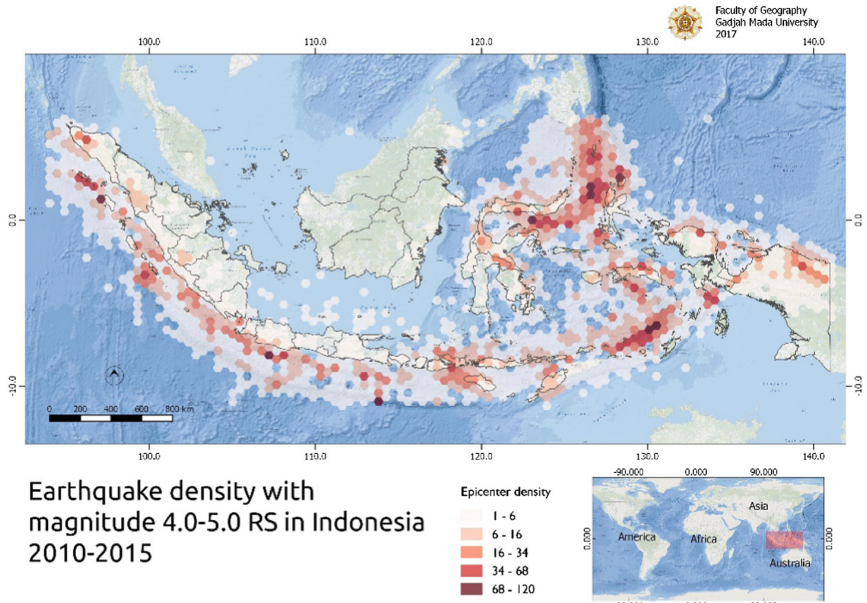 Faculty of Geography
Gadjah Mada University
2017
100.0 110.0 120.0 130.0 140.0
0.0 0.0
-10.0 -10.0
0 200 400 600 800 km
100.0 110.0 120.0 130.0 140.0
Earthquake density with
magnitude 4.0-5.0 RS in Indonesia
2010-2015
Epicenter density
1 - 6
6 - 16
16 - 34
34 - 68
68 - 120
-90.000 0.000 90.000
Asia
America Africa
Australia
0.000 0.000